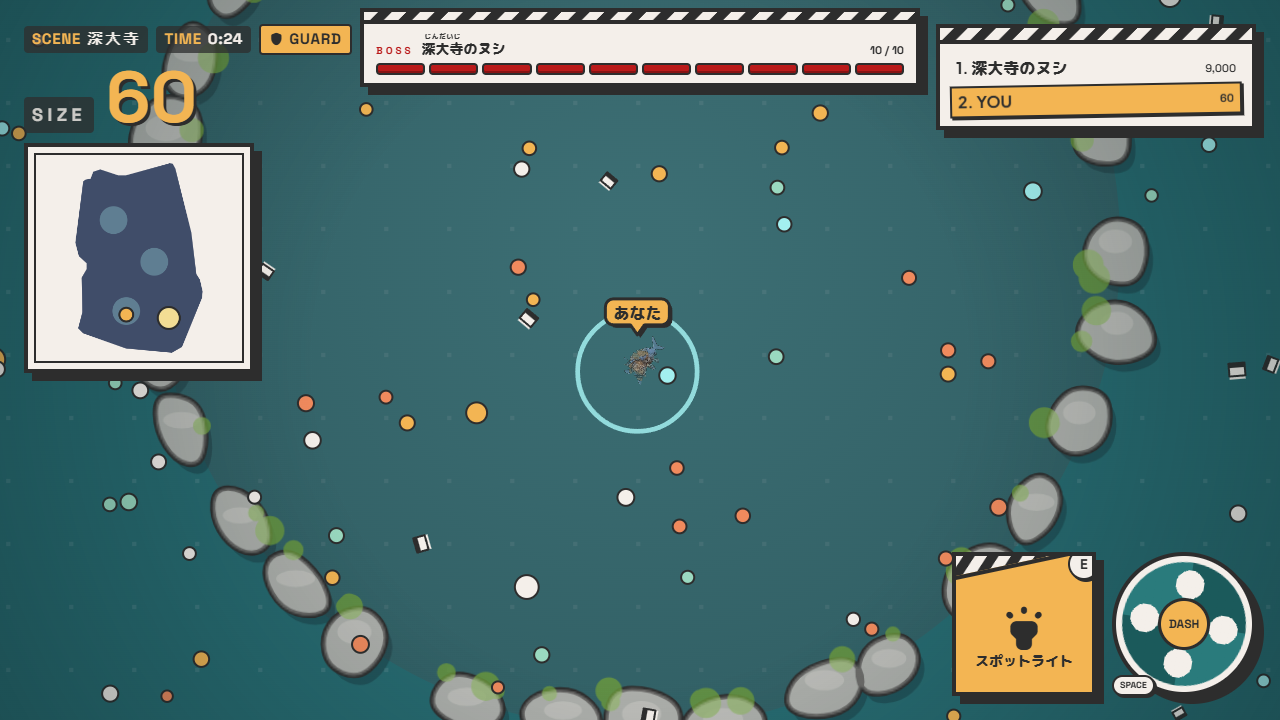 SCENE 深大寺 TIME 0:24 GUARD
SIZE 60
じんだいじ
BOSS 深大寺のヌシ 10 / 10
1. 深大寺のヌシ 9,000
2. YOU 60
あなた
E
スポットライト
DASH
SPACE